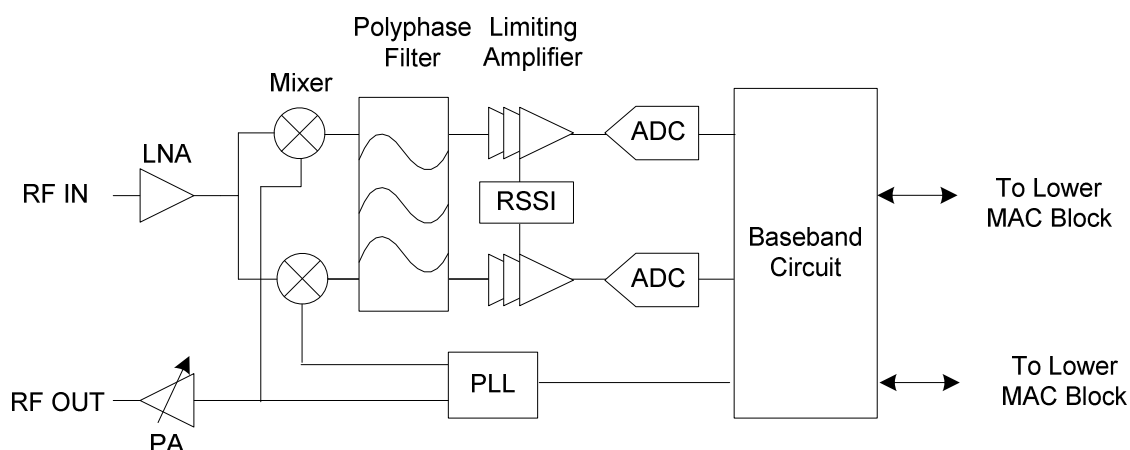 Polyphase
Filter
Limiting
Amplifier
Mixer
LNA
ADC
RF IN
RSSI
To Lower
MAC Block
Baseband
Circuit
ADC
PLL
To Lower
MAC Block
RF OUT
PA